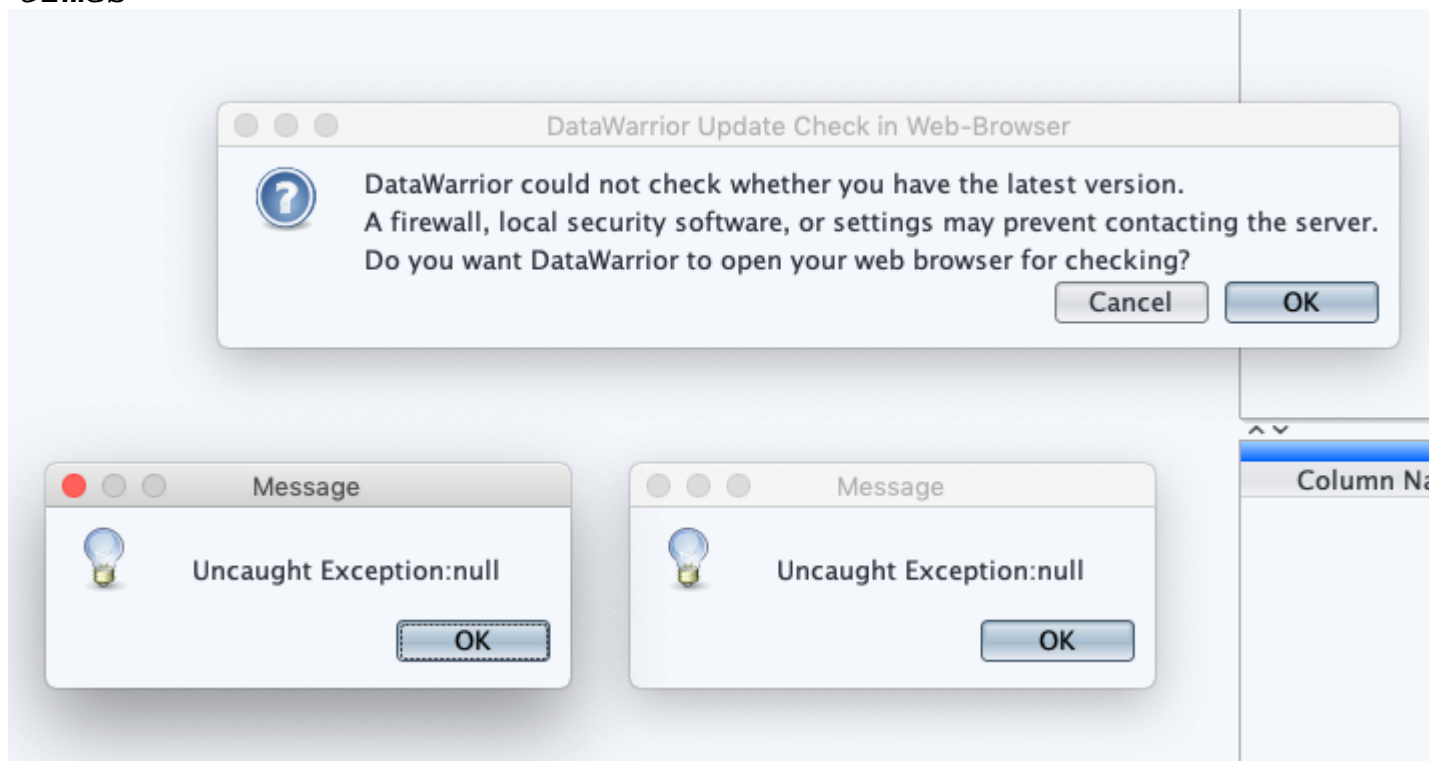 DataWarrior Update Check in Web-Browser
DataWarrior could not check whether you have the latest version.
A firewall, local security software, or settings may prevent contacting the server.
Do you want DataWarrior to open your web browser for checking?
Cancel
OK
Message
Uncaught Exception:null
OK
Message
Uncaught Exception:null
OK
Column Na